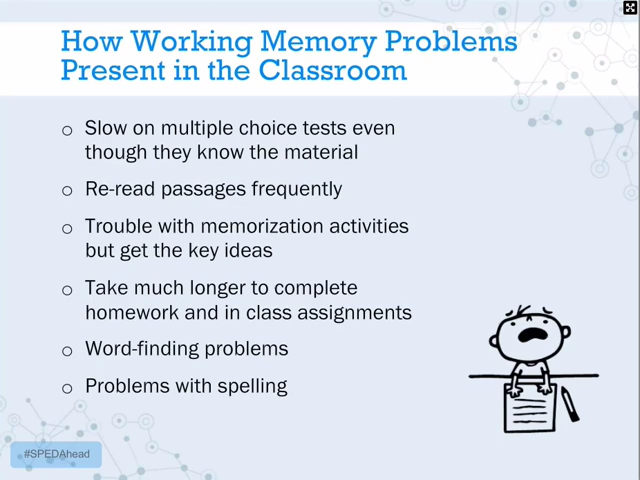 How Working Memory Problems
Present in the Classroom
o Slow on multiple choice tests even
though they know the material
o Re-read passages frequently
o Trouble with memorization activities
but get the key ideas
o Take much longer to complete
homework and in class assignments
o Word-finding problems
o Problems with spelling
#SPEDAhead